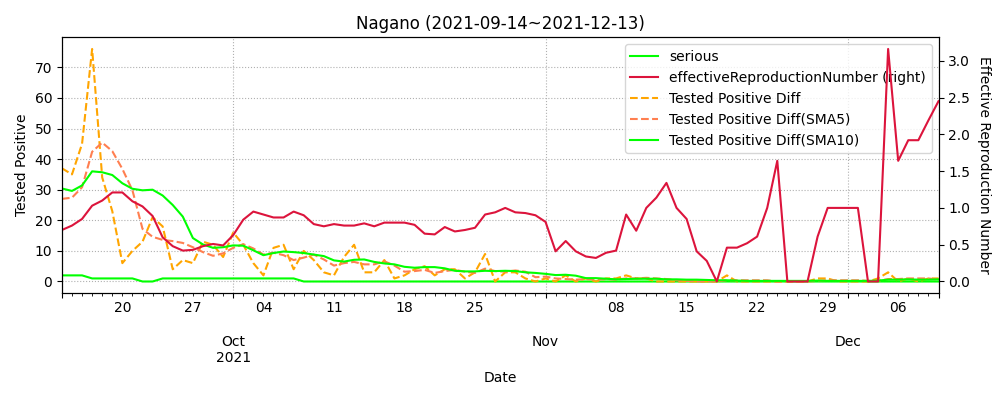 Nagano (2021-09-14~2021-12-13)
serious
effectiveReproductionNumber (right)
Tested Positive Diff
Tested Positive Diff(SMA5)
Tested Positive Diff(SMA10)
Tested Positive
70
60
50
40
30
20
10
0
Effective Reproduction Number
3.0
2.5
2.0
1.5
1.0
0.5
0.0
20 27 04 11 18 25 08 15 22 29 06
Oct Nov Dec
2021
Date